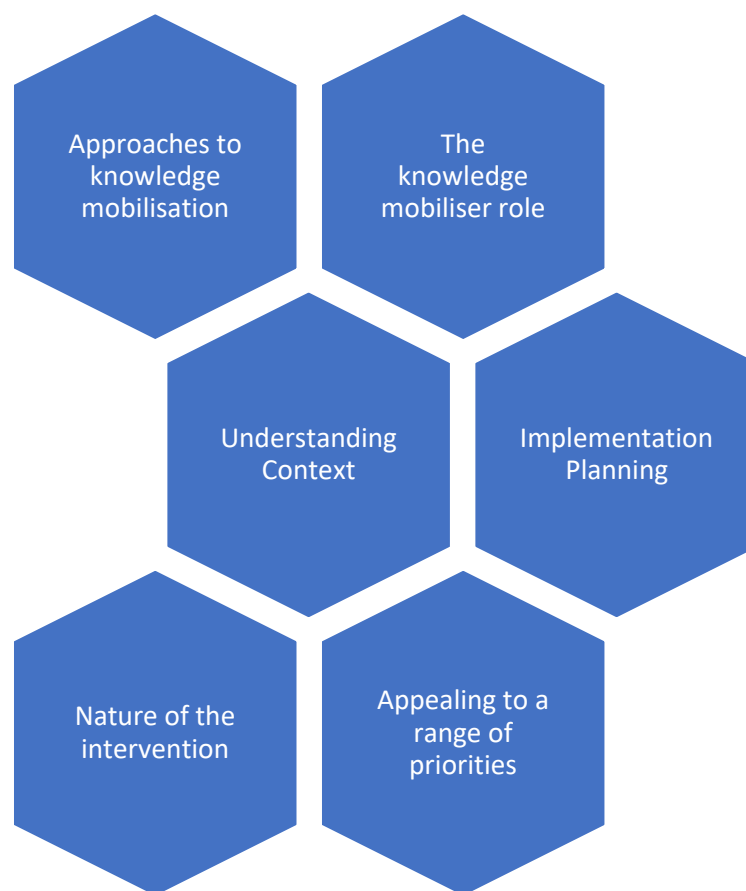 Approaches to
knowledge
mobilisation
The
knowledge
mobiliser role
Understanding
Context
Implementation
Planning
Nature of the
intervention
Appealing to a
range of
priorities